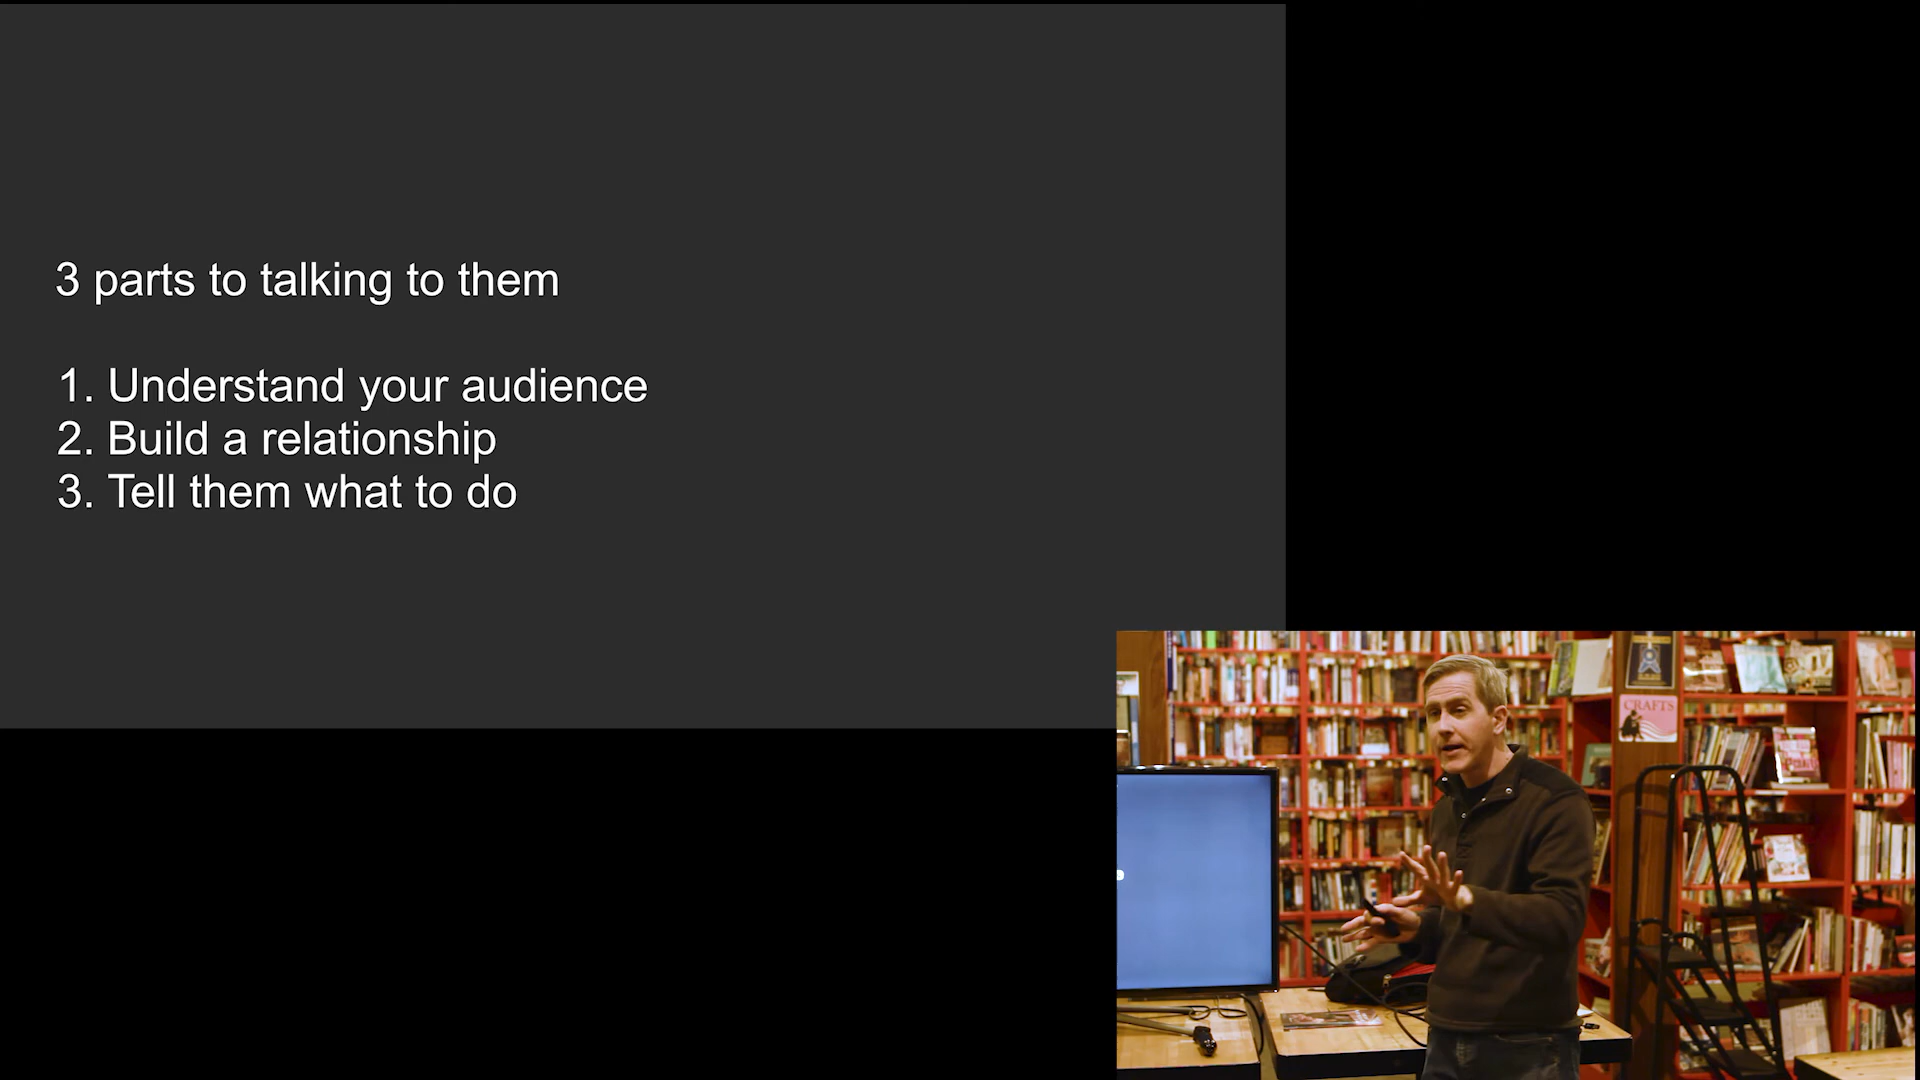 3 parts to talking to them
1. Understand your audience
2. Build a relationship
3. Tell them what to do
CRAFTS